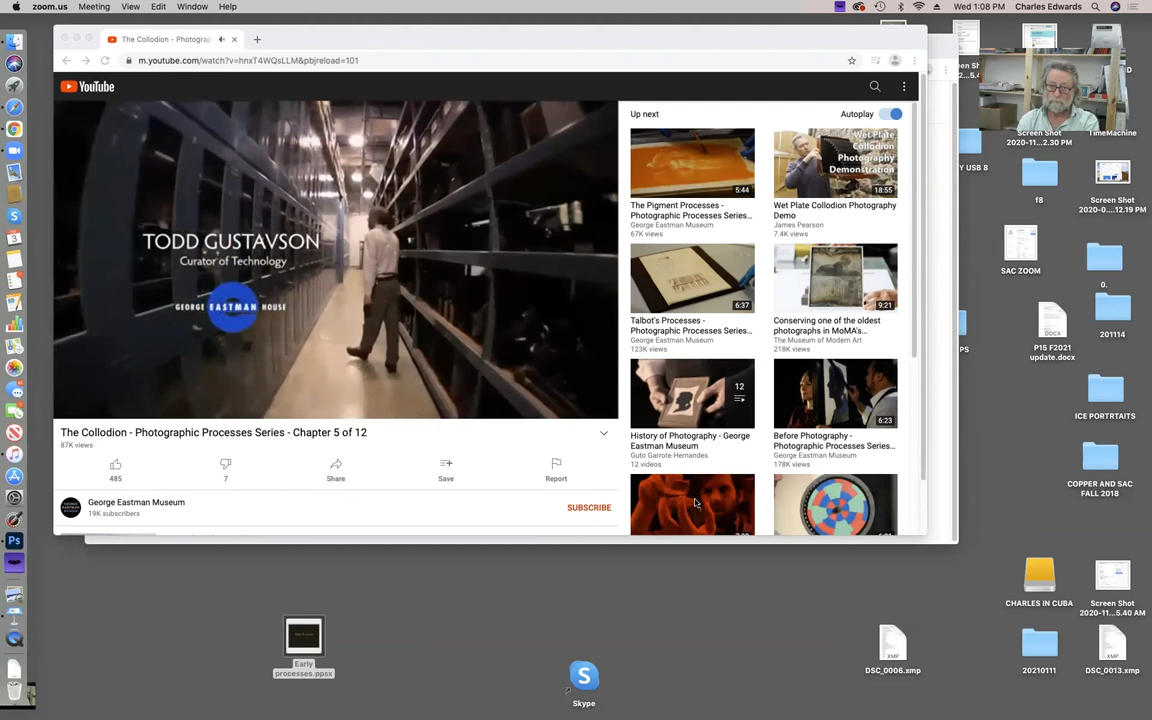 zoom.us Meeting View Edit Window Help
Wed 1:08 PM Charles Edwards
The Collodion - Photograp
m.youtube.com/watch?v=hnxT4WQsLLM&pbjreload=101
YouTube
TODD GUSTAVSON
Curator of Technology
GEORGE EASTMAN HOUSE
The Collodion - Photographic Processes Series - Chapter 5 of 12
87K views
485
7
Share
Save
Report
George Eastman Museum
19K subscribers
SUBSCRIBE
Up next
Autoplay
5:44
The Pigment Processes -
Photographic Processes Series...
George Eastman Museum
67K views
Wet Plate
Collodion
Photography
Demonstration
18:55
Wet Plate Collodion Photography
Demo
James Pearson
7.4K views
6:37
Talbot's Processes -
Photographic Processes Series...
George Eastman Museum
123K views
9:21
Conserving one of the oldest
photographs in MoMA's...
The Museum of Modern Art
218K views
12
History of Photography - George
Eastman Museum
Guto Garrote Hernandes
12 videos
6:23
Before Photography -
Photographic Processes Series...
George Eastman Museum
178K views
Screen Shot
2020-11...2.30 PM
TimeMachine
Y USB 8
f8
Screen Shot
2020-0....12.19 PM
SAC ZOOM
0.
PS
P15 F2021
update.docx
DOCX
201114
ICE PORTRTAITS
COPPER AND SAC
FALL 2018
CHARLES IN CUBA
Screen Shot
2020-11...5.40 AM
XMP
DSC_0006.xmp
20210111
XMP
DSC_0013.xmp
Early
processes.ppsx
Skype
3
Ps